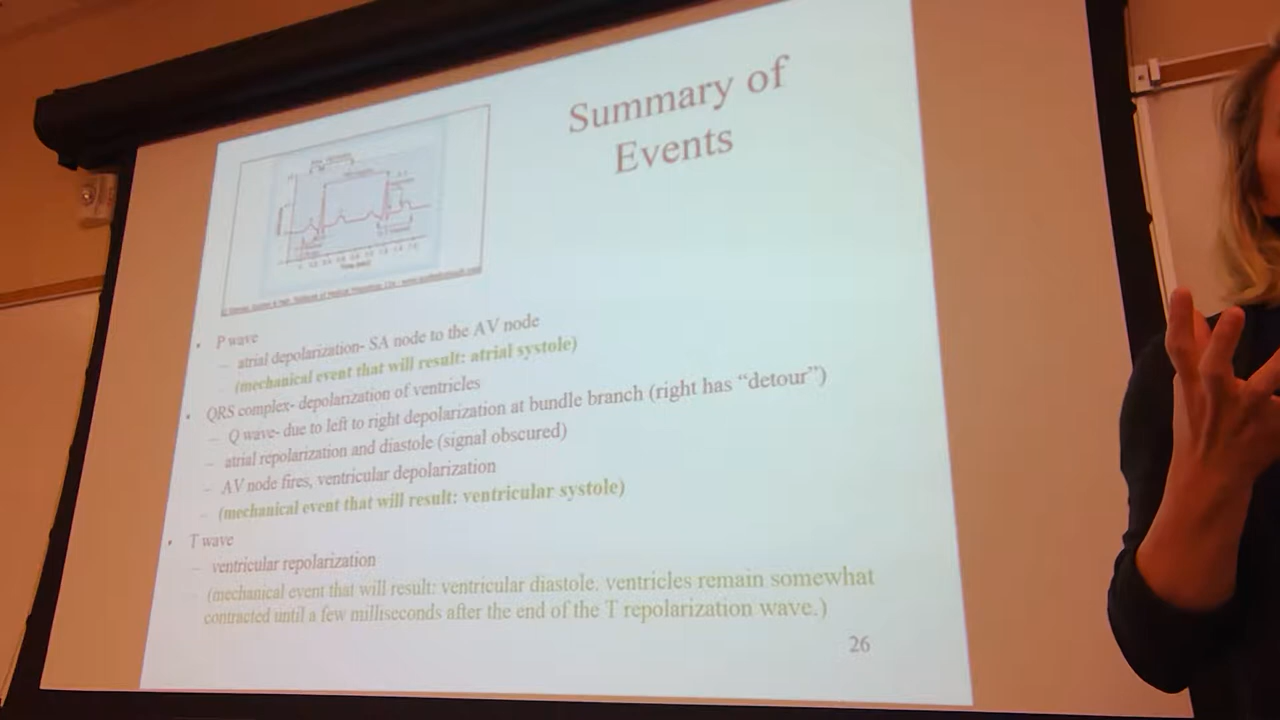 Summary of
Events
• P wave
– atrial depolarization- SA node to the AV node
– (mechanical event that will result: atrial systole)
• QRS complex- depolarization of ventricles
– Q wave- due to left to right depolarization at bundle branch (right has “detour”)
– atrial repolarization and diastole (signal obscured)
– AV node fires, ventricular depolarization
– (mechanical event that will result: ventricular systole)
• T wave
– ventricular repolarization
– (mechanical event that will result: ventricular diastole. ventricles remain somewhat
contracted until a few milliseconds after the end of the T repolarization wave.)
26